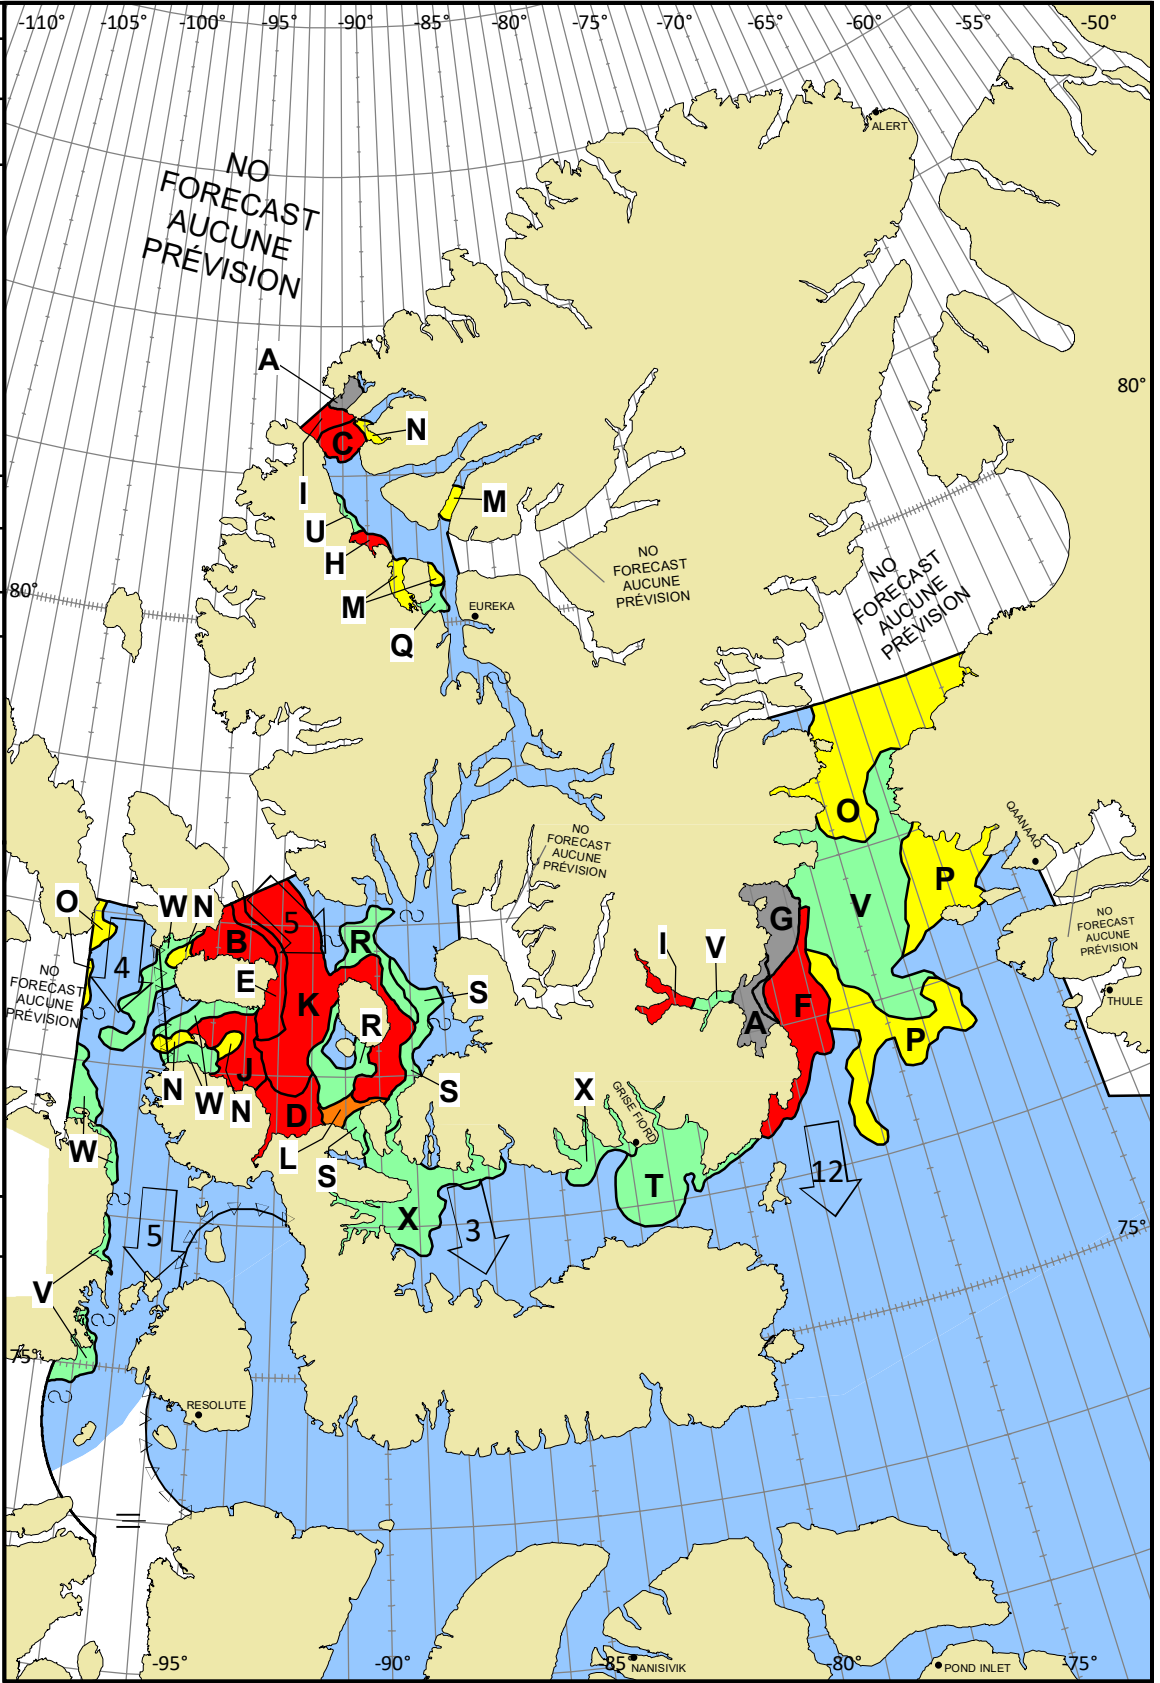 -110° -105° -100° -95° -90° -85° -80° -75 -70° -65° -60° -55° -50°
ALERT
NO
FORECAST
AUCUNE
PRÉVISION
A
80°
C
N
I
M
U
H
NO
FORECAST
AUCUNE
PRÉVISION
NO
FORECAST
AUCUNE
PRÉVISION
80°
M
EUREKA
Q
O
QAANAAQ
NO
FORECAST
AUCUNE
PRÉVISION
P
O
W N
5
G
V
B
R
I
V
NO
FORECAST
AUCUNE
PRÉVISION
4
E
S
NO
FORECAST
AUCUNE
PRÉVISION
K
F
THULE
R
A
P
J
N
W
N
D
S
X
GRISE FIORD
L
W
S
T
12
X
5
3
75°
V
75°
RESOLUTE
-95° -90° -85° -80° -75°
NANISIVIK
POND INLET